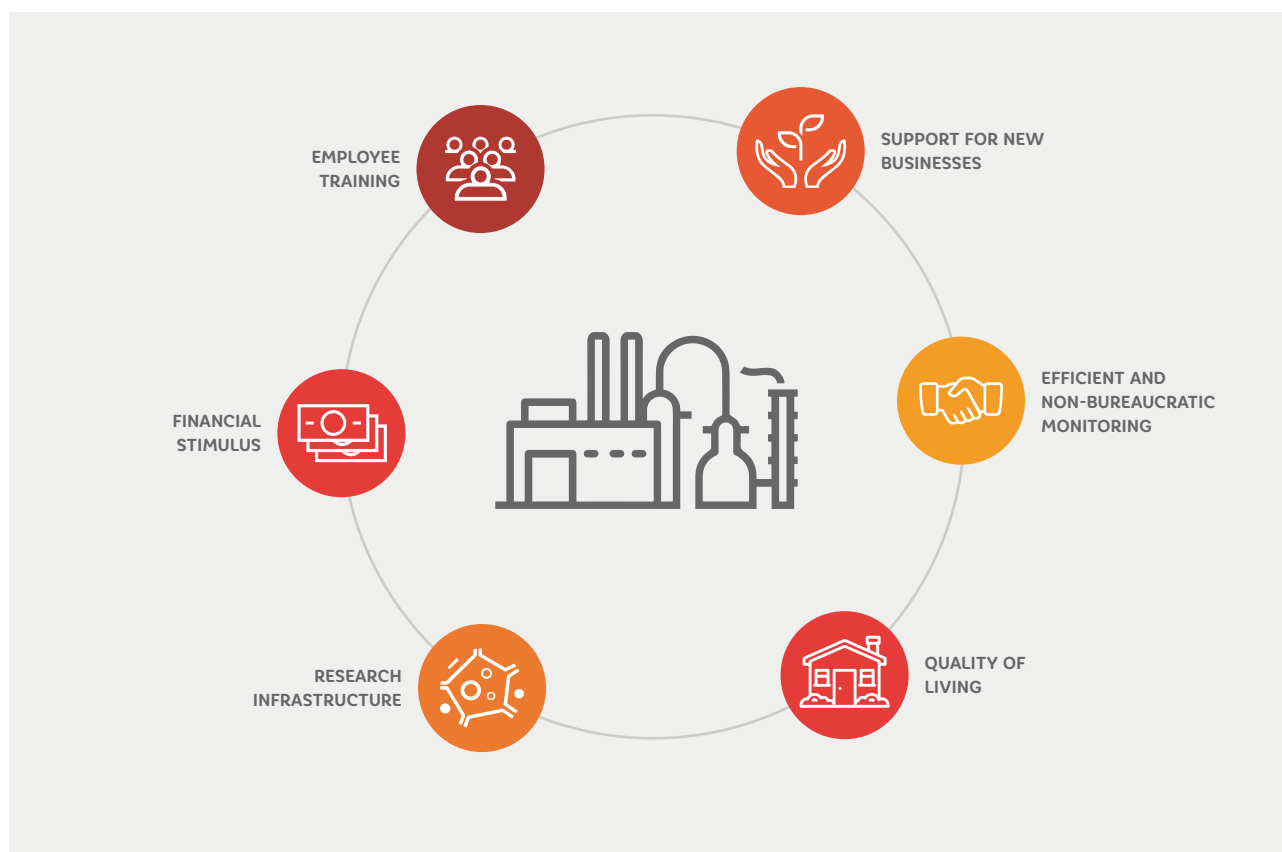 EMPLOYEE
TRAINING
SUPPORT FOR NEW
BUSINESSES
FINANCIAL
STIMULUS
EFFICIENT AND
NON-BUREAUCRATIC
MONITORING
RESEARCH
INFRASTRUCTURE
QUALITY OF
LIVING